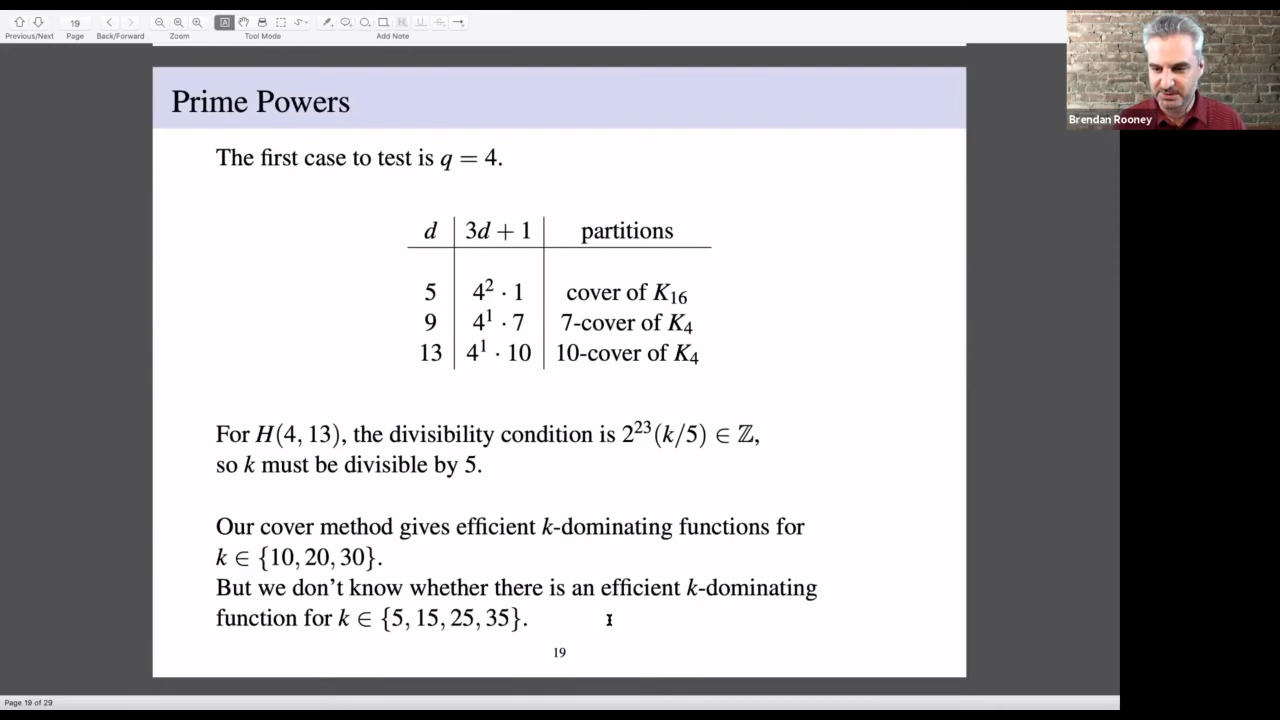 19
Previous/Next Page Back/Forward Zoom Tool Mode Add Note
Brendan Rooney
Prime Powers
The first case to test is q = 4.
d | 3d + 1 | partitions
5 | 4² · 1 | cover of K₁₆
9 | 4¹ · 7 | 7-cover of K₄
13 | 4¹ · 10 | 10-cover of K₄
For H(4, 13), the divisibility condition is 2²³(k/5) ∈ ℤ,
so k must be divisible by 5.
Our cover method gives efficient k-dominating functions for
k ∈ {10, 20, 30}.
But we don't know whether there is an efficient k-dominating
function for k ∈ {5, 15, 25, 35}.
19
Page 19 of 29